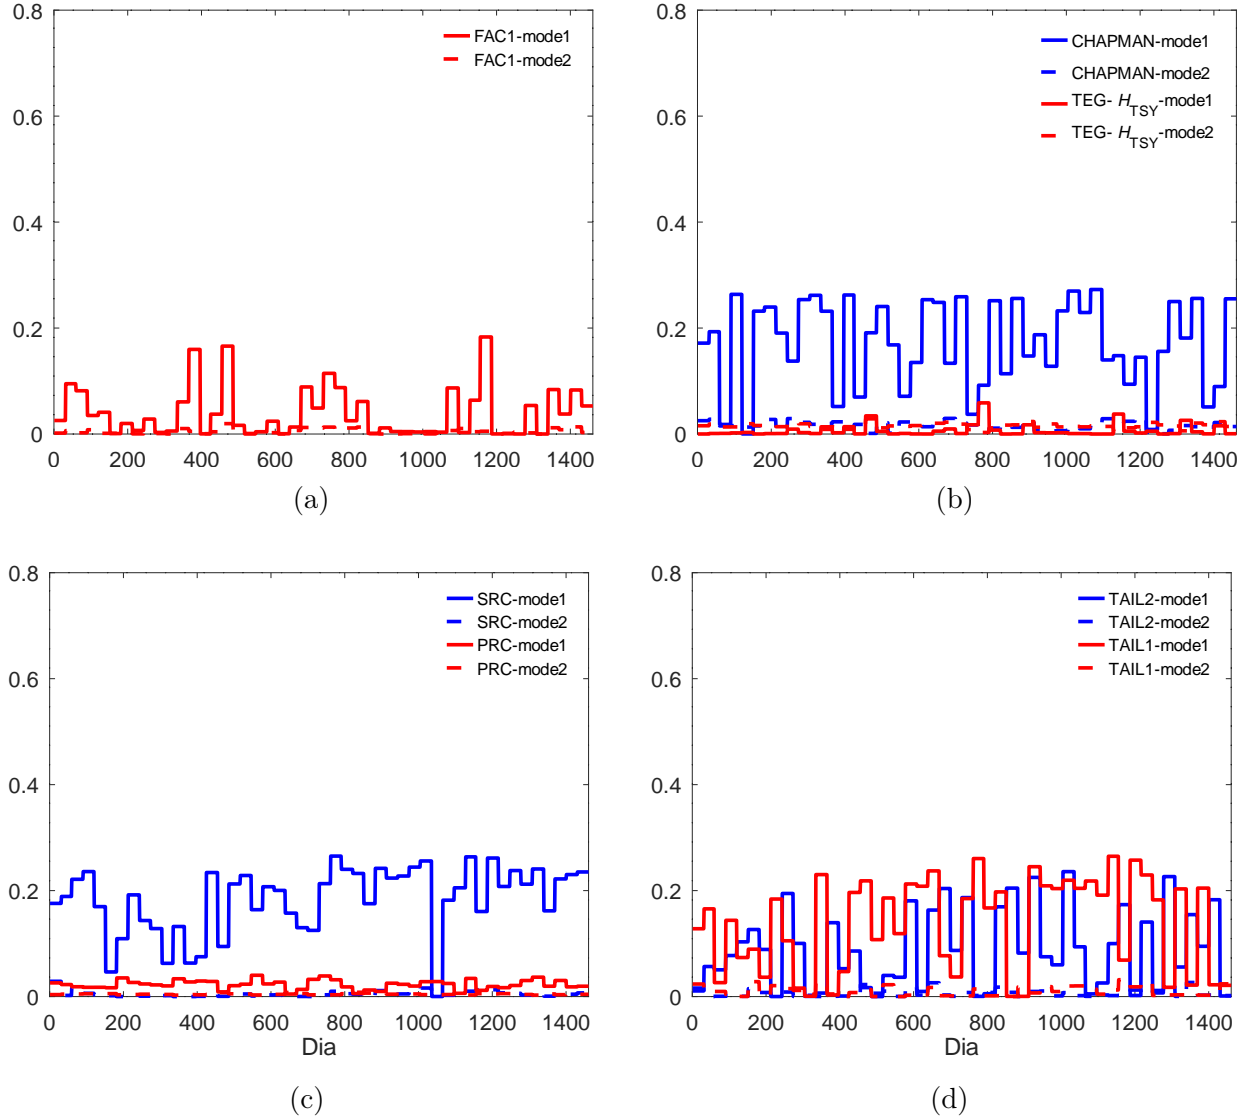 0.8
FAC1-mode1
FAC1-mode2
0.6
0.4
0.2
0
0 200 400 600 800 1000 1200 1400
(a)
0.8
CHAPMAN-mode1
CHAPMAN-mode2
TEG- H_TSY-mode1
TEG- H_TSY-mode2
0.6
0.4
0.2
0
0 200 400 600 800 1000 1200 1400
(b)
0.8
SRC-mode1
SRC-mode2
PRC-mode1
PRC-mode2
0.6
0.4
0.2
0
0 200 400 600 800 1000 1200 1400
Dia
(c)
0.8
TAIL2-mode1
TAIL2-mode2
TAIL1-mode1
TAIL1-mode2
0.6
0.4
0.2
0
0 200 400 600 800 1000 1200 1400
Dia
(d)